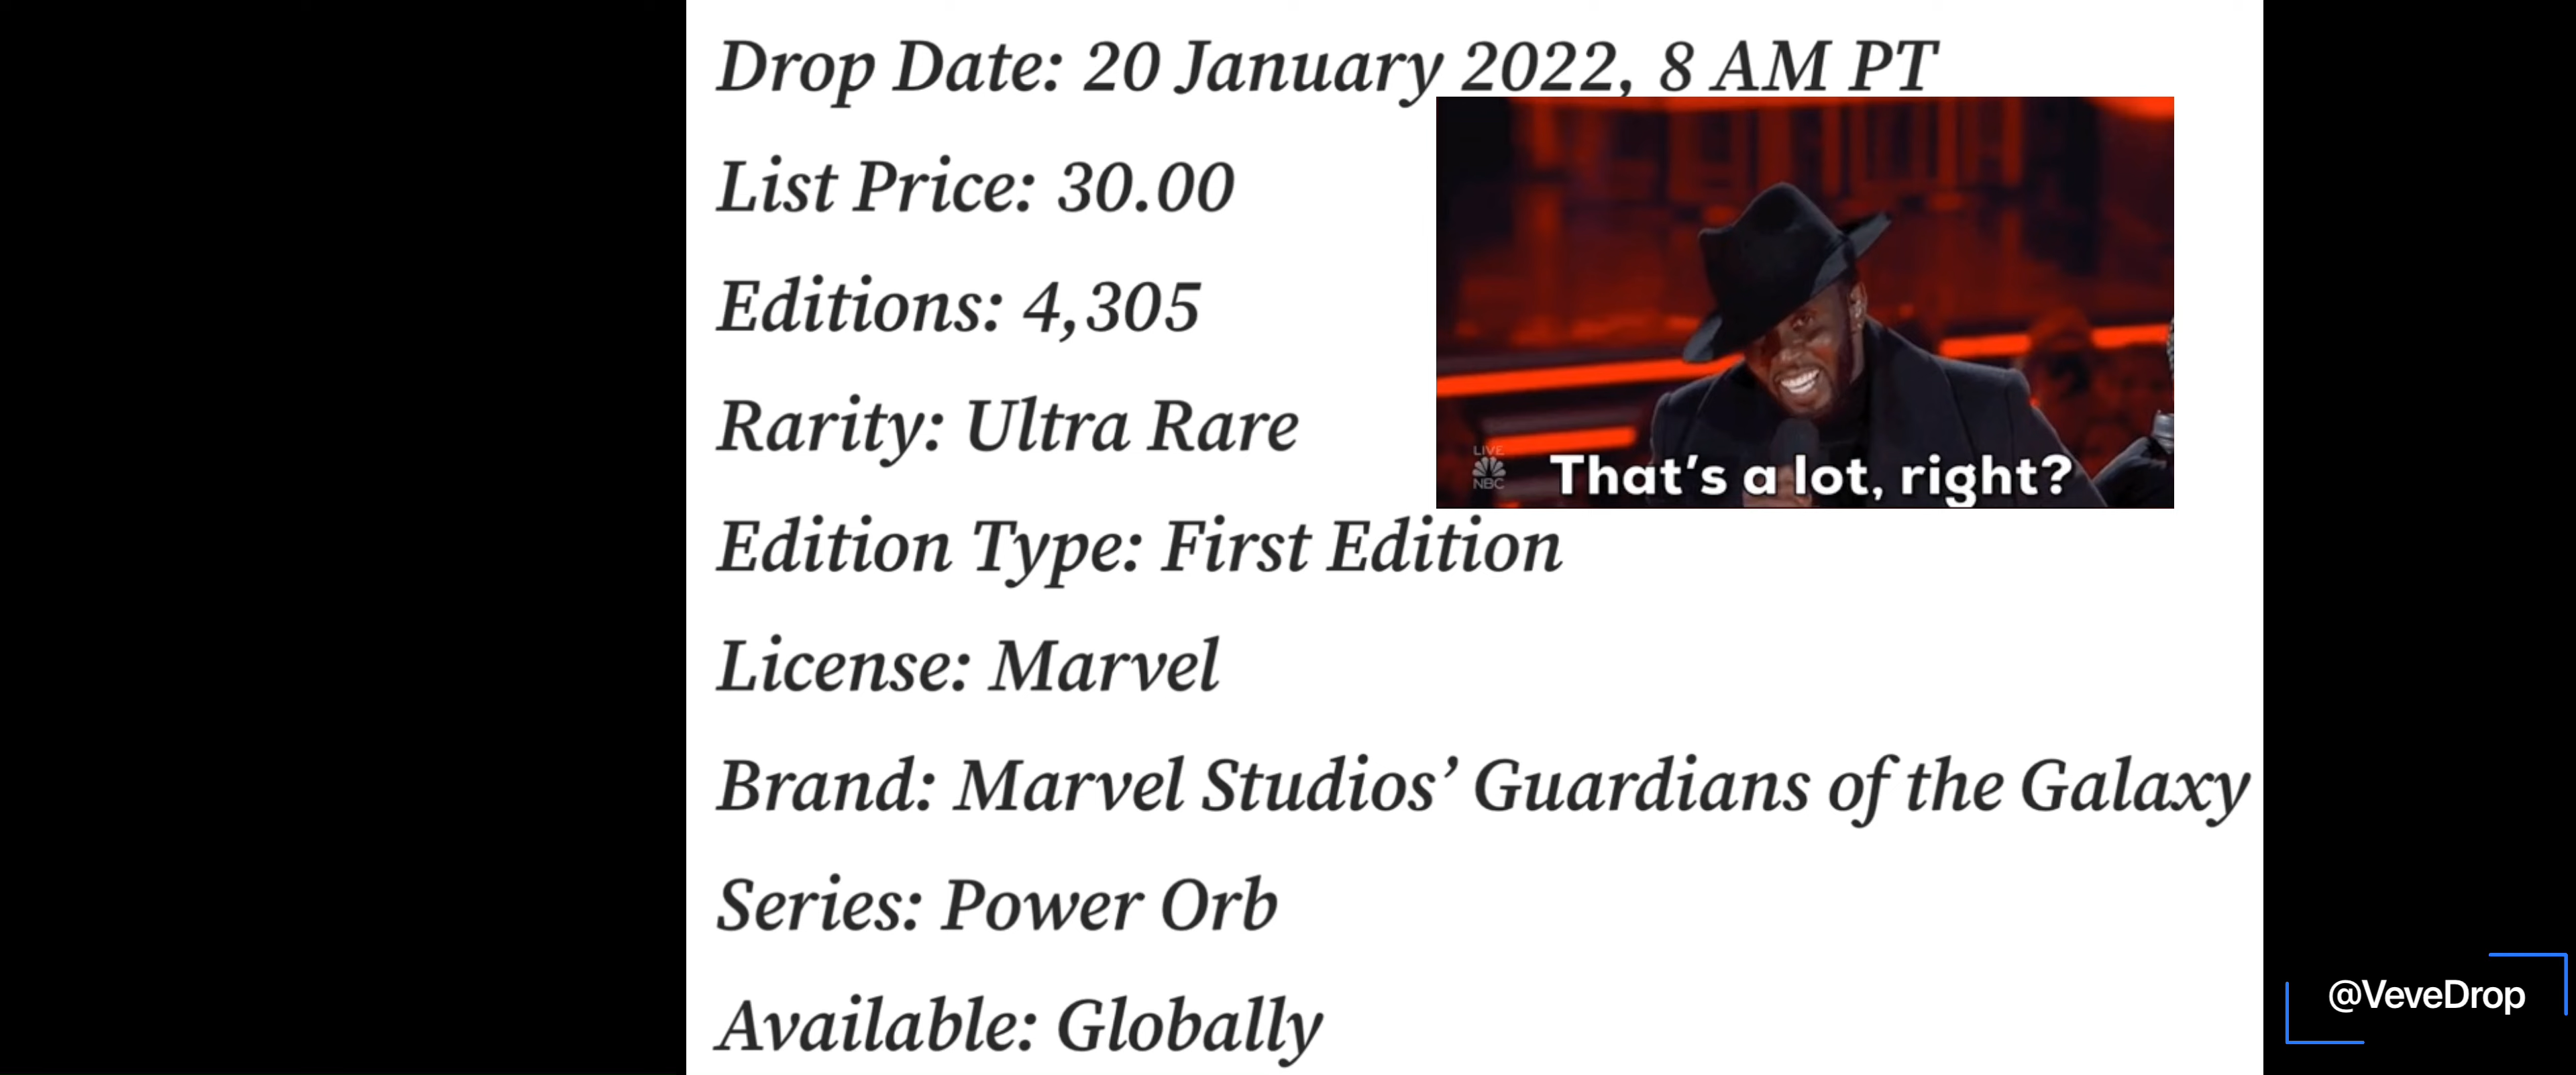 Drop Date: 20 January 2022, 8 AM PT
List Price: 30.00
Editions: 4,305
Rarity: Ultra Rare
LIVE
NBC
That's a lot, right?
Edition Type: First Edition
License: Marvel
Brand: Marvel Studios’ Guardians of the Galaxy
Series: Power Orb
Available: Globally
@VeveDrop